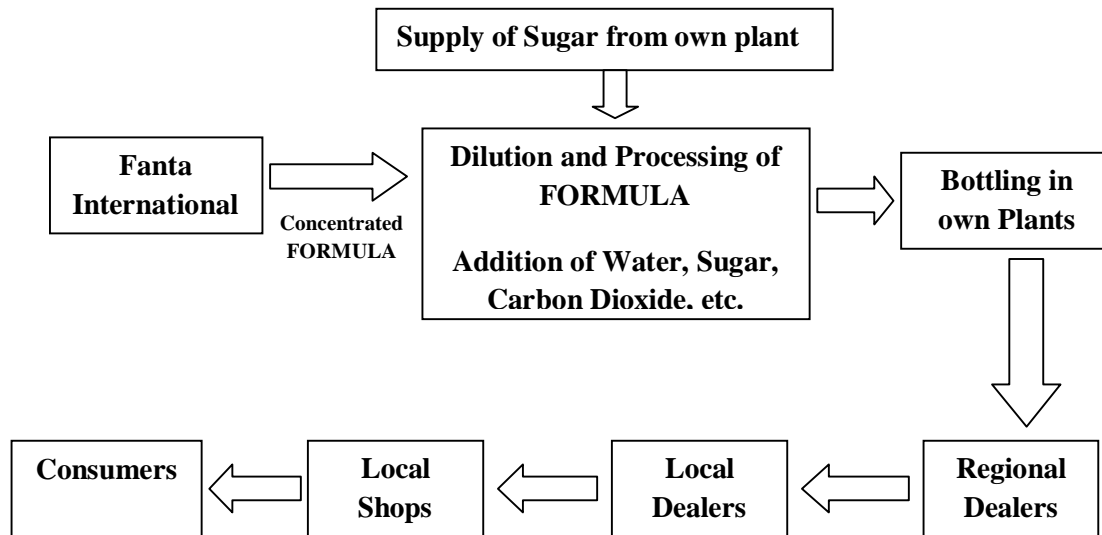 Supply of Sugar from own plant
Fanta
International
Concentrated
FORMULA
Dilution and Processing of
FORMULA
Addition of Water, Sugar,
Carbon Dioxide, etc.
Bottling in
own Plants
Consumers
Local
Shops
Local
Dealers
Regional
Dealers